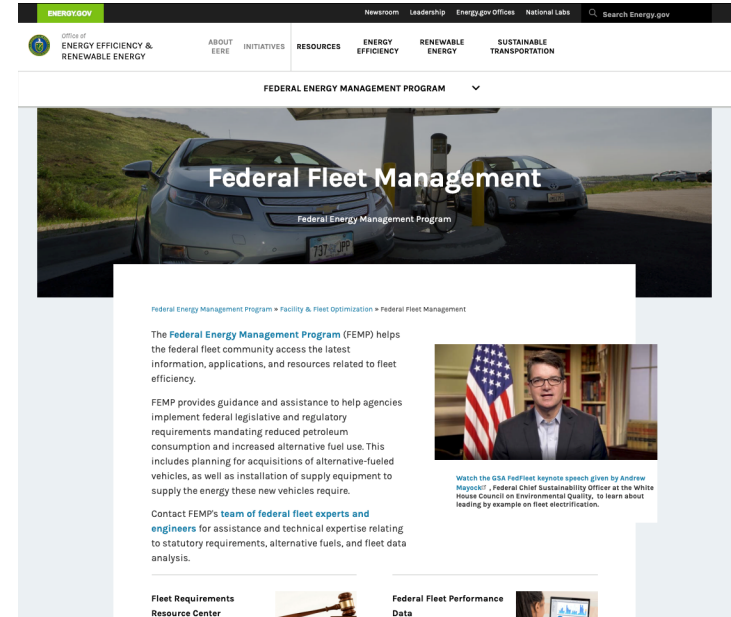 ENERGY.GOV
Newsroom Leadership Energy.gov Offices National Labs Search Energy.gov
Office of
ENERGY EFFICIENCY &
RENEWABLE ENERGY
ABOUT
EERE
INITIATIVES
RESOURCES
ENERGY
EFFICIENCY
RENEWABLE
ENERGY
SUSTAINABLE
TRANSPORTATION
FEDERAL ENERGY MANAGEMENT PROGRAM
Federal Fleet Management
Federal Energy Management Program
737 JPP
Federal Energy Management Program » Facility & Fleet Optimization » Federal Fleet Management
The Federal Energy Management Program (FEMP) helps
the federal fleet community access the latest
information, applications, and resources related to fleet
efficiency.
FEMP provides guidance and assistance to help agencies
implement federal legislative and regulatory
requirements mandating reduced petroleum
consumption and increased alternative fuel use. This
includes planning for acquisitions of alternative-fueled
vehicles, as well as installation of supply equipment to
supply the energy these new vehicles require.
Contact FEMP's team of federal fleet experts and
engineers for assistance and technical expertise relating
to statutory requirements, alternative fuels, and fleet data
analysis.
Watch the GSA FedFleet keynote speech given by Andrew
Mayock , Federal Chief Sustainability Officer at the White
House Council on Environmental Quality, to learn about
leading by example on fleet electrification.
Fleet Requirements
Resource Center
Federal Fleet Performance
Data